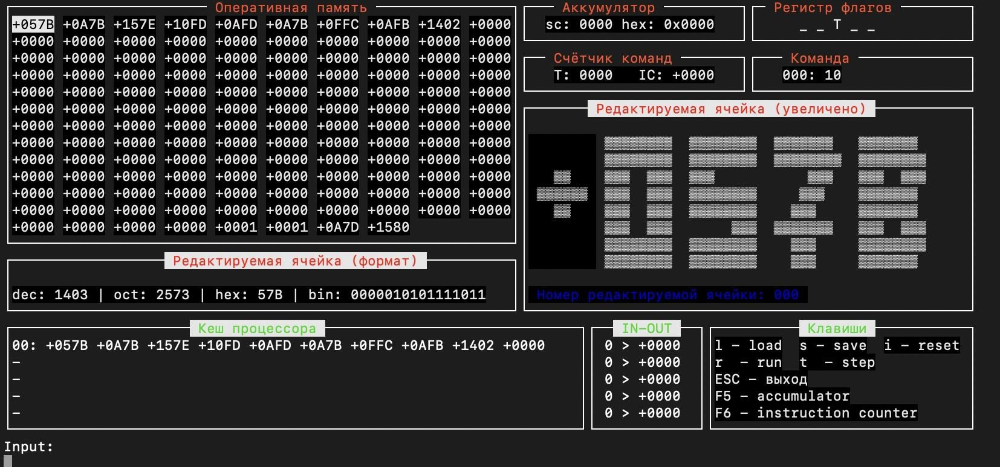 Оперативная память
+057B +0A7B +157E +10FD +0AFD +0A7B +0FFC +0AFB +1402 +0000
+0000 +0000 +0000 +0000 +0000 +0000 +0000 +0000 +0000 +0000
+0000 +0000 +0000 +0000 +0000 +0000 +0000 +0000 +0000 +0000
+0000 +0000 +0000 +0000 +0000 +0000 +0000 +0000 +0000 +0000
+0000 +0000 +0000 +0000 +0000 +0000 +0000 +0000 +0000 +0000
+0000 +0000 +0000 +0000 +0000 +0000 +0000 +0000 +0000 +0000
+0000 +0000 +0000 +0000 +0000 +0000 +0000 +0000 +0000 +0000
+0000 +0000 +0000 +0000 +0000 +0000 +0000 +0000 +0000 +0000
+0000 +0000 +0000 +0000 +0000 +0000 +0000 +0000 +0000 +0000
+0000 +0000 +0000 +0000 +0000 +0000 +0000 +0000 +0000 +0000
+0000 +0000 +0000 +0000 +0000 +0000 +0000 +0000 +0000 +0000
+0000 +0000 +0000 +0000 +0000 +0000 +0000 +0000 +0000 +0000
+0000 +0000 +0000 +0000 +0001 +0001 +0A7D +1580
Аккумулятор
sc: 0000 hex: 0x0000
Регистр флагов
_ _ T _ _
Счётчик команд
T: 0000 IC: +0000
Команда
000: 10
Редактируемая ячейка (увеличено)
+057B
Номер редактируемой ячейки: 000
Редактируемая ячейка (формат)
dec: 1403 | oct: 2573 | hex: 57B | bin: 0000010101111011
Кеш процессора
00: +057B +0A7B +157E +10FD +0AFD +0A7B +0FFC +0AFB +1402 +0000
-
-
-
-
IN-OUT
0 > +0000
0 > +0000
0 > +0000
0 > +0000
0 > +0000
Клавиши
l - load s - save i - reset
r - run t - step
ESC - выход
F5 - accumulator
F6 - instruction counter
Input: